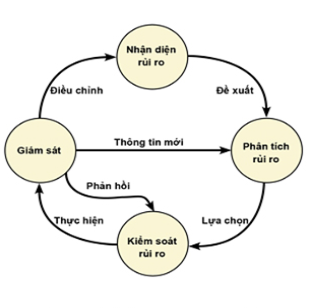 Nhận diện
rủi ro
Điều chỉnh
Đề xuất
Giám sát
Thông tin mới
Phân tích
rủi ro
Phản hồi
Thực hiện
Lựa chọn
Kiểm soát
rủi ro